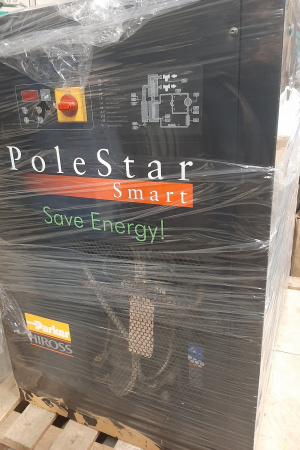 PoleStar
Smart
Save Energy!
Parker
HIROSS